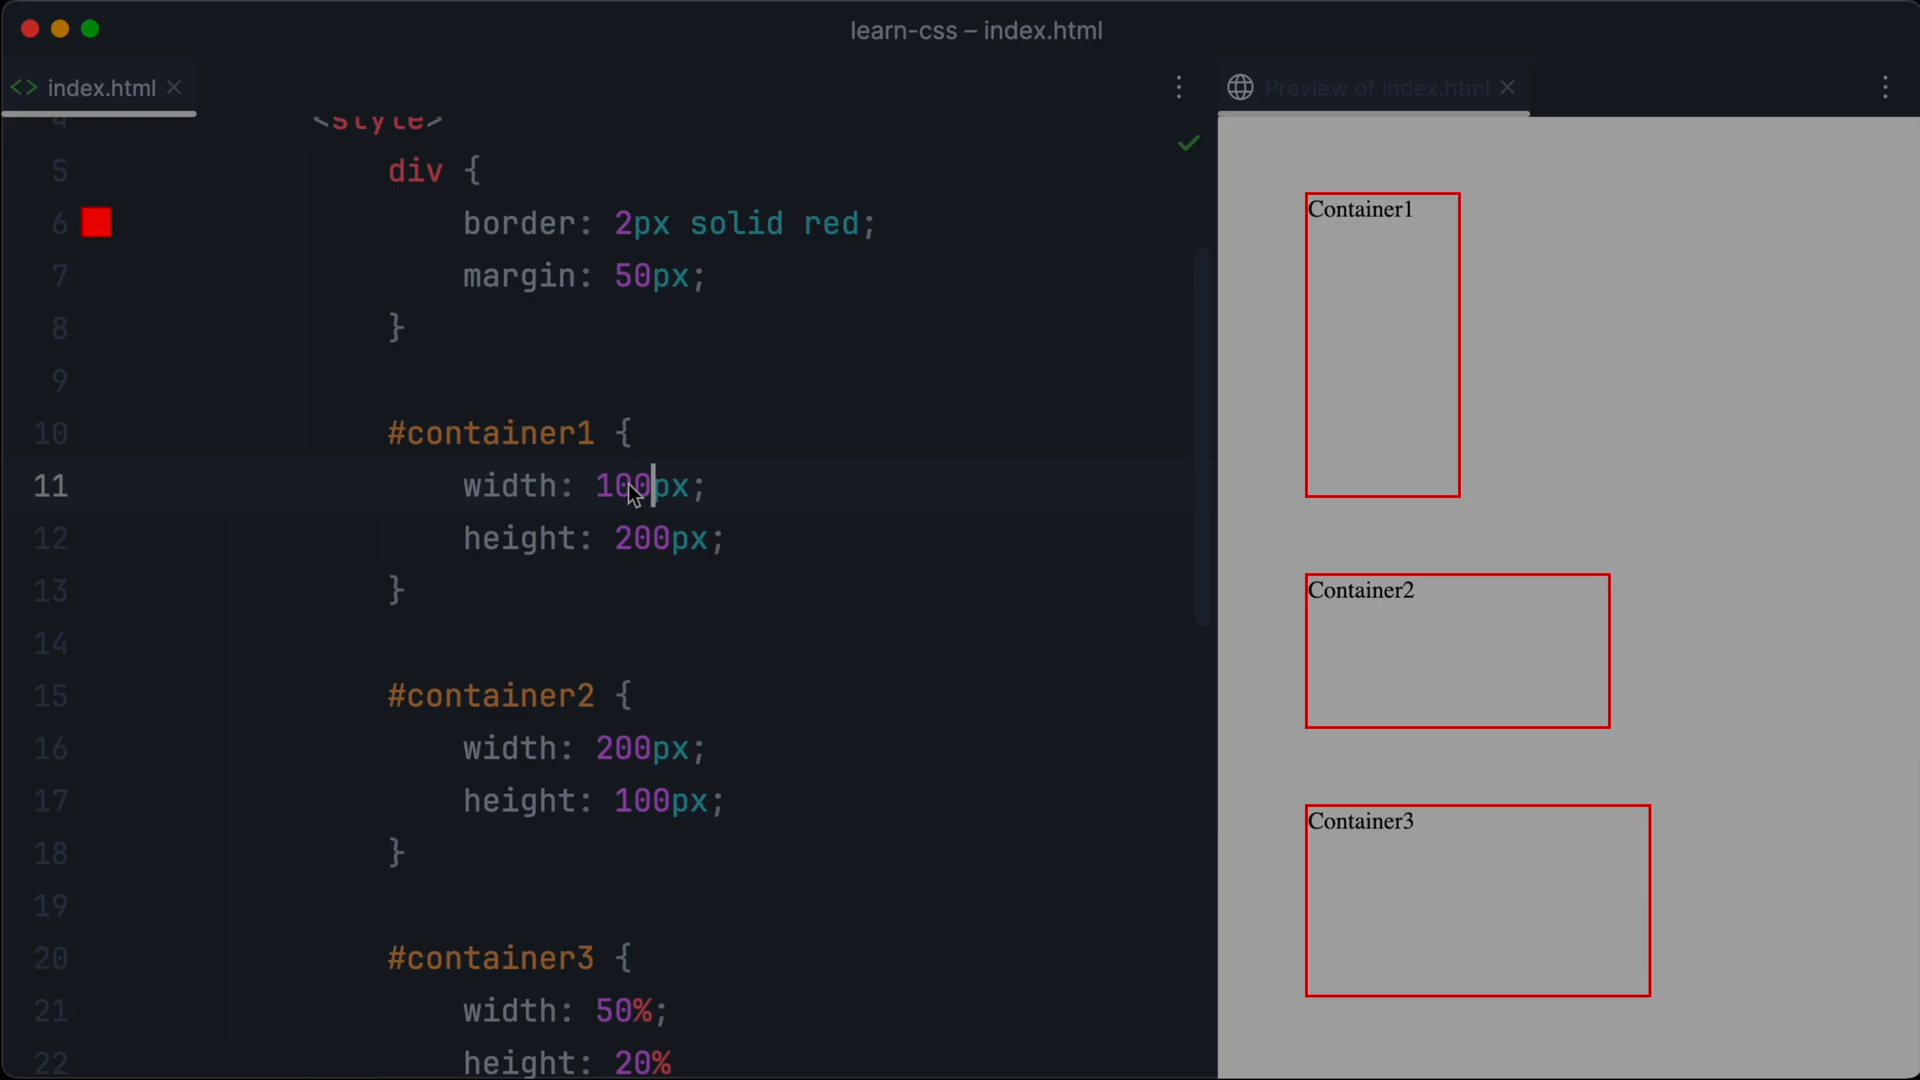 learn-css – index.html
<> index.html
Preview of index.html
4 <style>
5 div {
6 border: 2px solid red;
7 margin: 50px;
8 }
9
10 #container1 {
11 width: 100px;
12 height: 200px;
13 }
14
15 #container2 {
16 width: 200px;
17 height: 100px;
18 }
19
20 #container3 {
21 width: 50%;
22 height: 20%
Container1
Container2
Container3